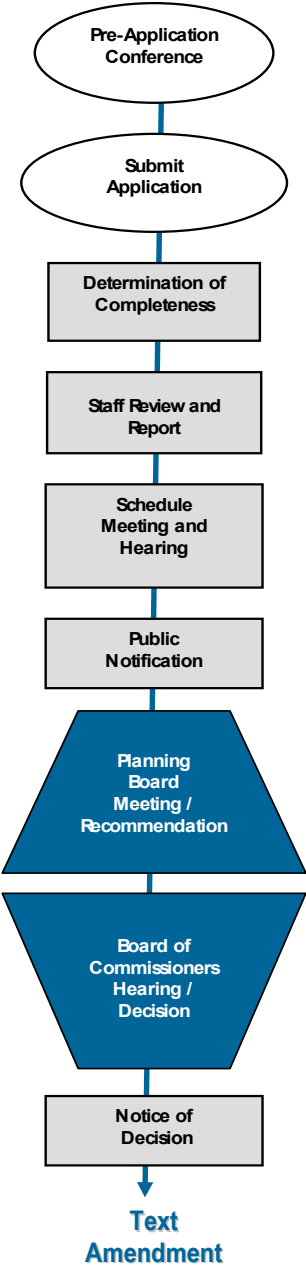 Pre-Application
Conference
Submit
Application
Determination of
Completeness
Staff Review and
Report
Schedule
Meeting and
Hearing
Public
Notification
Planning
Board
Meeting /
Recommendation
Board of
Commissioners
Hearing /
Decision
Notice of
Decision
Text
Amendment